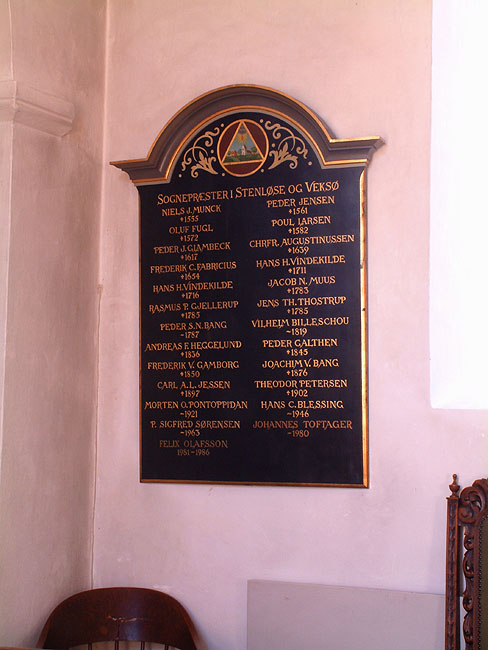 SOGNEPRÆSTER I STENLØSE OG VEKSØ
NIELS J. MUNCK
†1555
PEDER JENSEN
†1561
OLUF FUGL
†1572
POUL LARSEN
†1582
PEDER J. GLAMBECK
†1617
CHRFR. AUGUSTINUSSEN
†1639
FREDERIK C. FABRICIUS
†1654
HANS H. VINDEKILDE
†1711
HANS H. VINDEKILDE
†1716
JACOB N. MUUS
†1783
RASMUS P. GJELLERUP
†1785
JENS TH. THOSTRUP
†1785
PEDER S.N. BANG
~1787
VILHELM BILLESCHOU
~1819
ANDREAS F. HEGGELUND
†1836
PEDER GALTHEN
†1845
FREDERIK V. GAMBORG
†1850
JOACHIM V. BANG
†1876
CARL A.L. JESSEN
†1897
THEODOR PETERSEN
†1902
MORTEN O. PONTOPPIDAN
~1921
HANS C. BLESSING
~1946
P. SIGFRED SØRENSEN
~1963
JOHANNES TOFTAGER
~1980
FELIX OLAFSSON
1981~1986